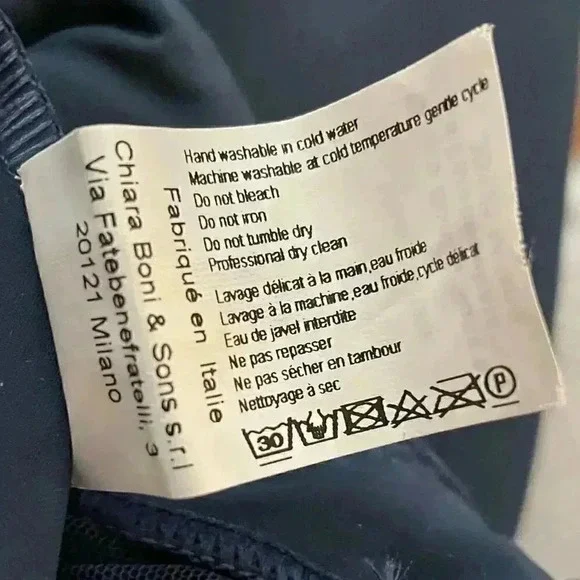 Hand washable in cold water
Machine washable at cold temperature gentle cycle
Do not bleach
Do not iron
Do not tumble dry
Professional dry clean
Lavage délicat à la main,eau froide
Lavage à la machine,eau froide,cycle délicat
Eau de javel interdite
Ne pas repasser
Ne pas sécher en tambour
Nettoyage à sec
30
P
Fabriqué en Italie
Chiara Boni & Sons s.r.l
Via Fatebenefratelli, 3
20121 Milano